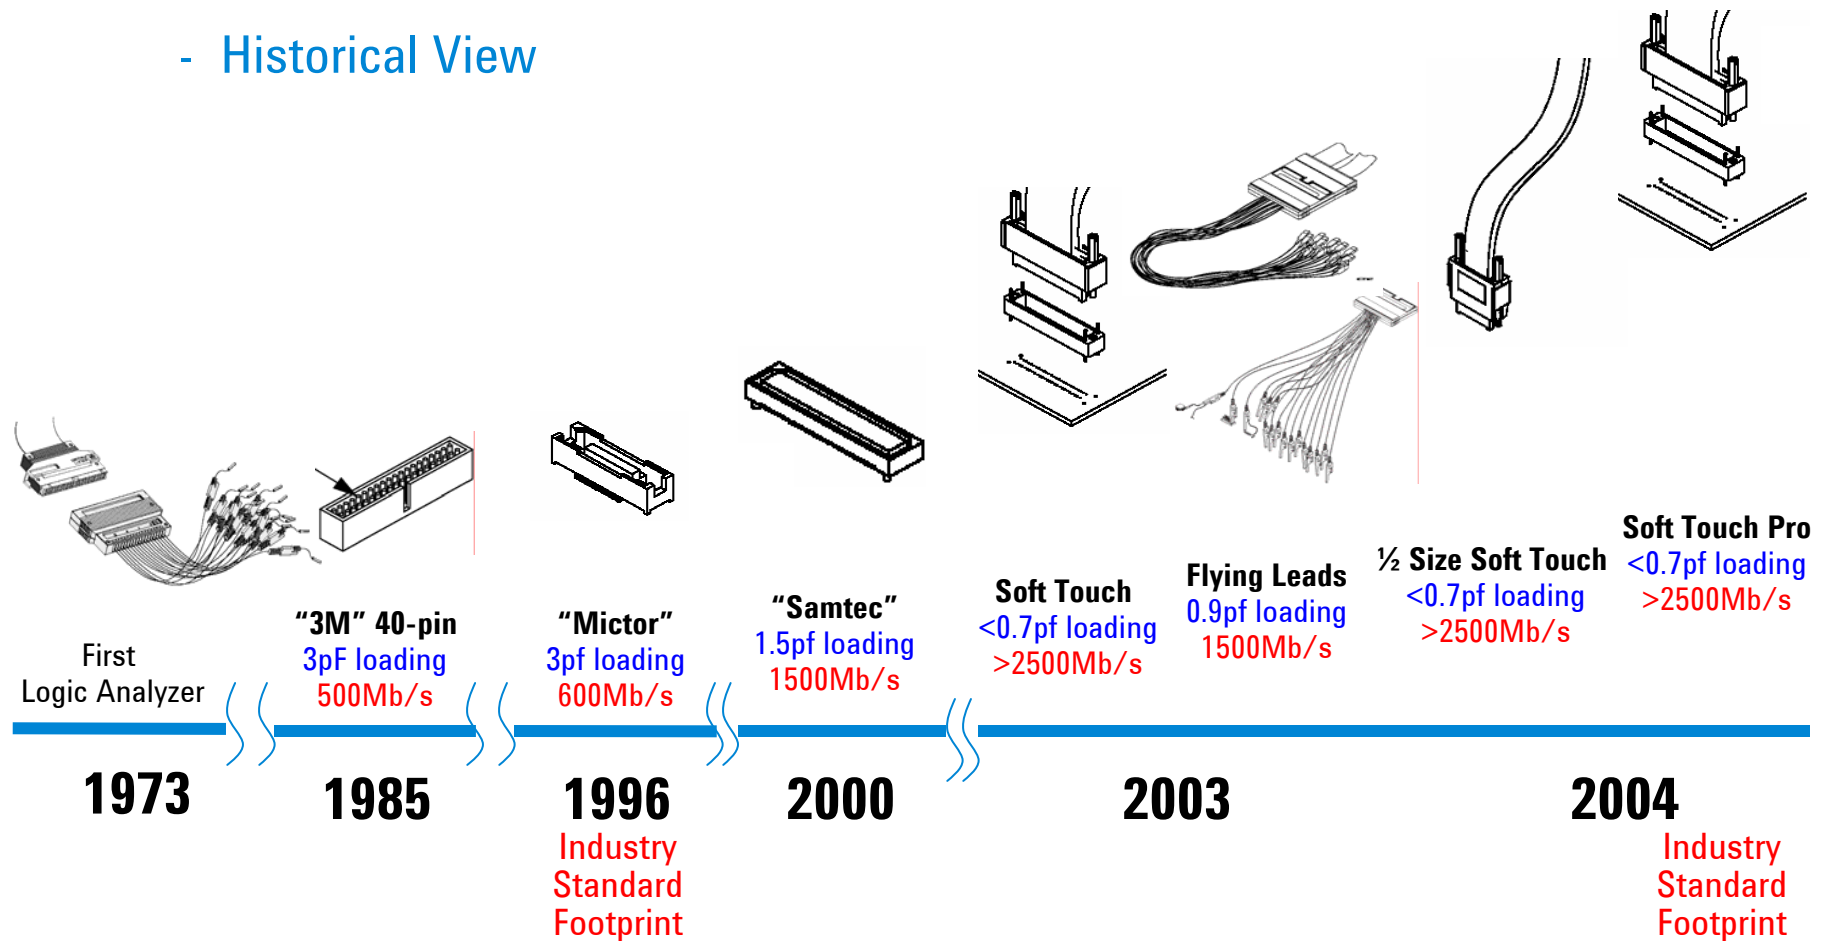 - Historical View
First
Logic Analyzer
“3M” 40-pin
3pF loading
500Mb/s
“Mictor”
3pf loading
600Mb/s
“Samtec”
1.5pf loading
1500Mb/s
Soft Touch
<0.7pf loading
>2500Mb/s
Flying Leads
0.9pf loading
1500Mb/s
½ Size Soft Touch
<0.7pf loading
>2500Mb/s
Soft Touch Pro
<0.7pf loading
>2500Mb/s
1973
1985
1996
Industry
Standard
Footprint
2000
2003
2004
Industry
Standard
Footprint